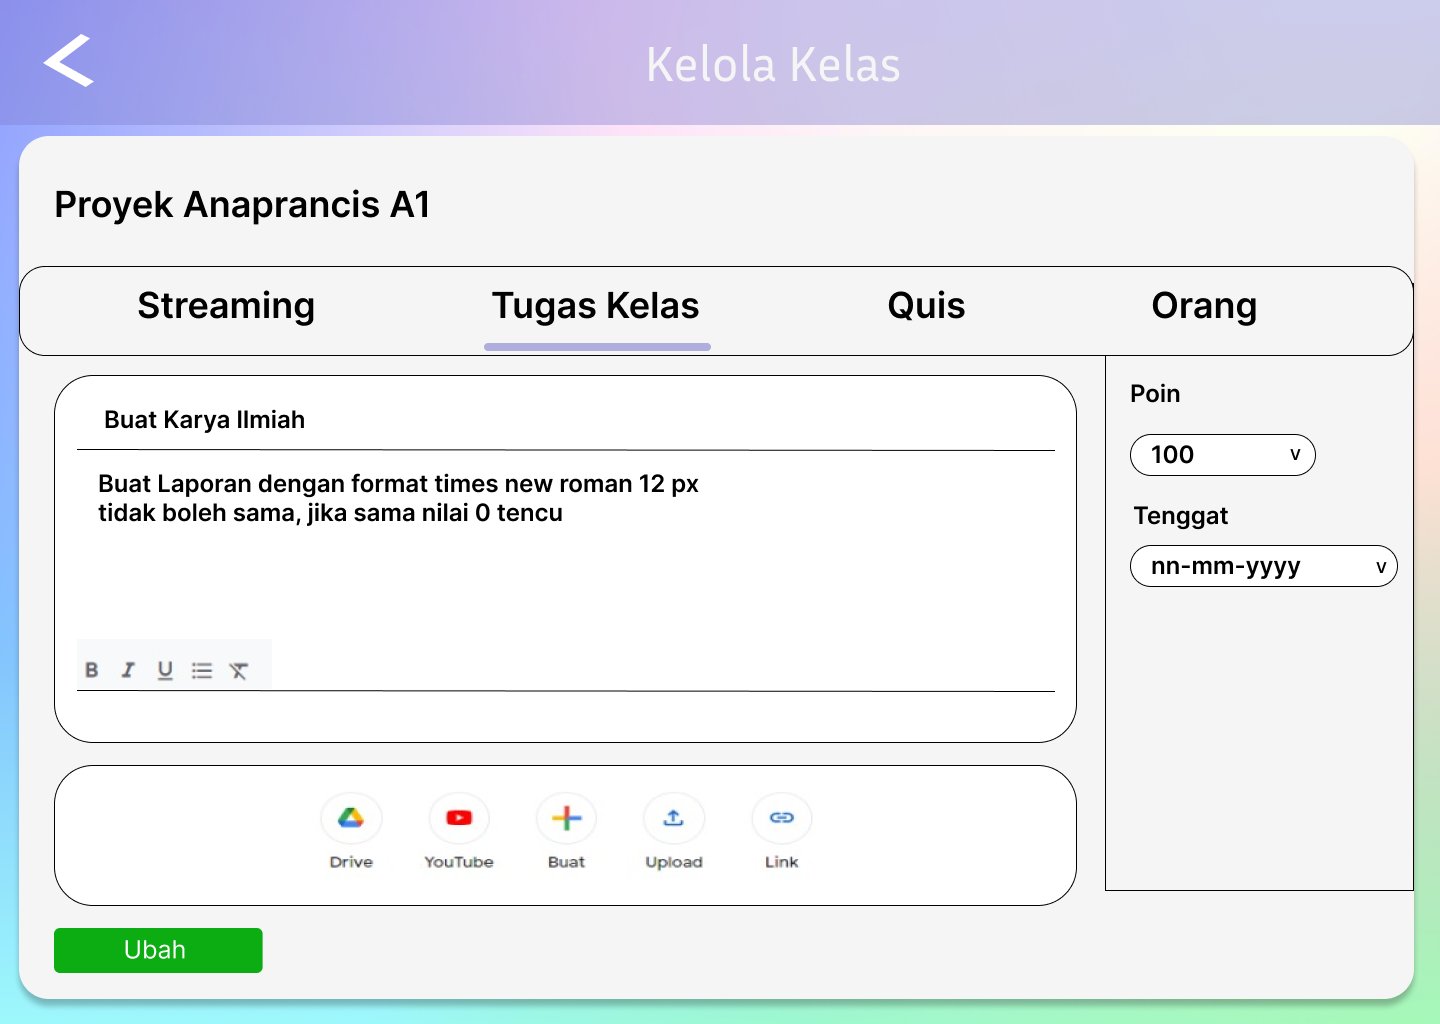 Kelola Kelas
Proyek Anaprancis A1
Streaming
Tugas Kelas
Quis
Orang
Buat Karya Ilmiah
Buat Laporan dengan format times new roman 12 px
tidak boleh sama, jika sama nilai 0 tencu
B I U
Drive
YouTube
Buat
Upload
Link
Poin
100 v
Tenggat
nn-mm-yyyy v
Ubah